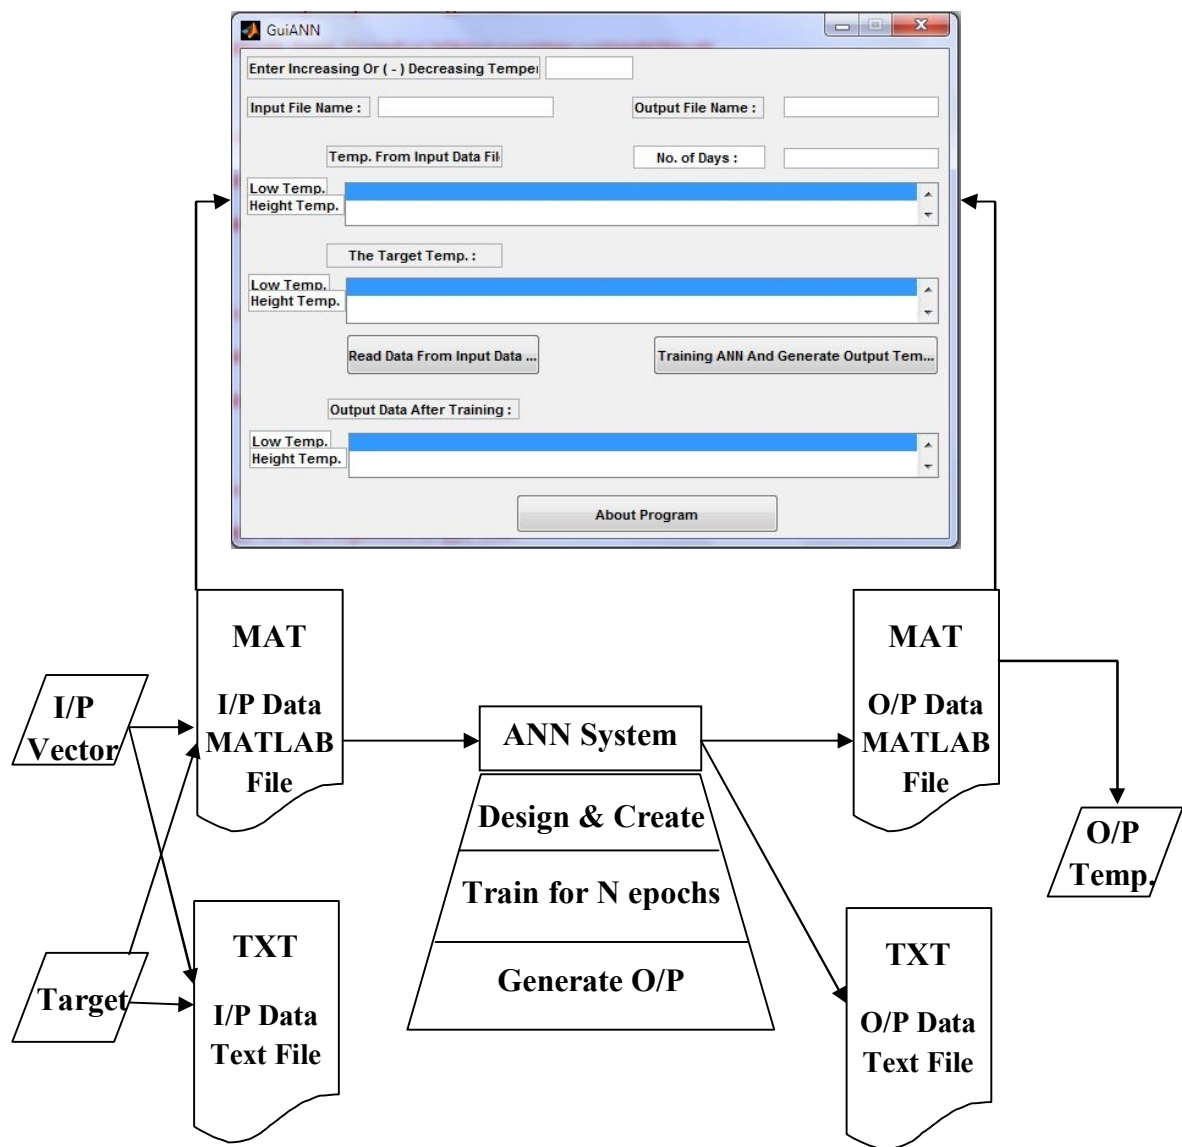 GuiANN
Enter Increasing Or ( - ) Decreasing Temper
Input File Name :
Output File Name :
Temp. From Input Data Fil
No. of Days :
Low Temp.
Height Temp.
The Target Temp. :
Low Temp.
Height Temp.
Read Data From Input Data ...
Training ANN And Generate Output Tem...
Output Data After Training :
Low Temp.
Height Temp.
About Program
MAT
I/P Data
MATLAB
File
MAT
O/P Data
MATLAB
File
I/P
Vector
ANN System
Design & Create
Train for N epochs
Generate O/P
O/P
Temp.
Target
TXT
I/P Data
Text File
TXT
O/P Data
Text File